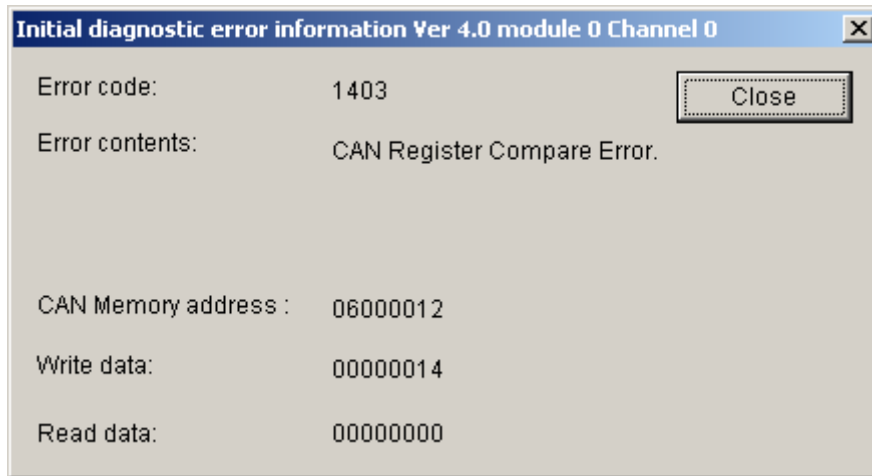 Initial diagnostic error information Ver 4.0 module 0 Channel 0
Error code: 1403
Close
Error contents: CAN Register Compare Error.
CAN Memory address : 06000012
Write data: 00000014
Read data: 00000000